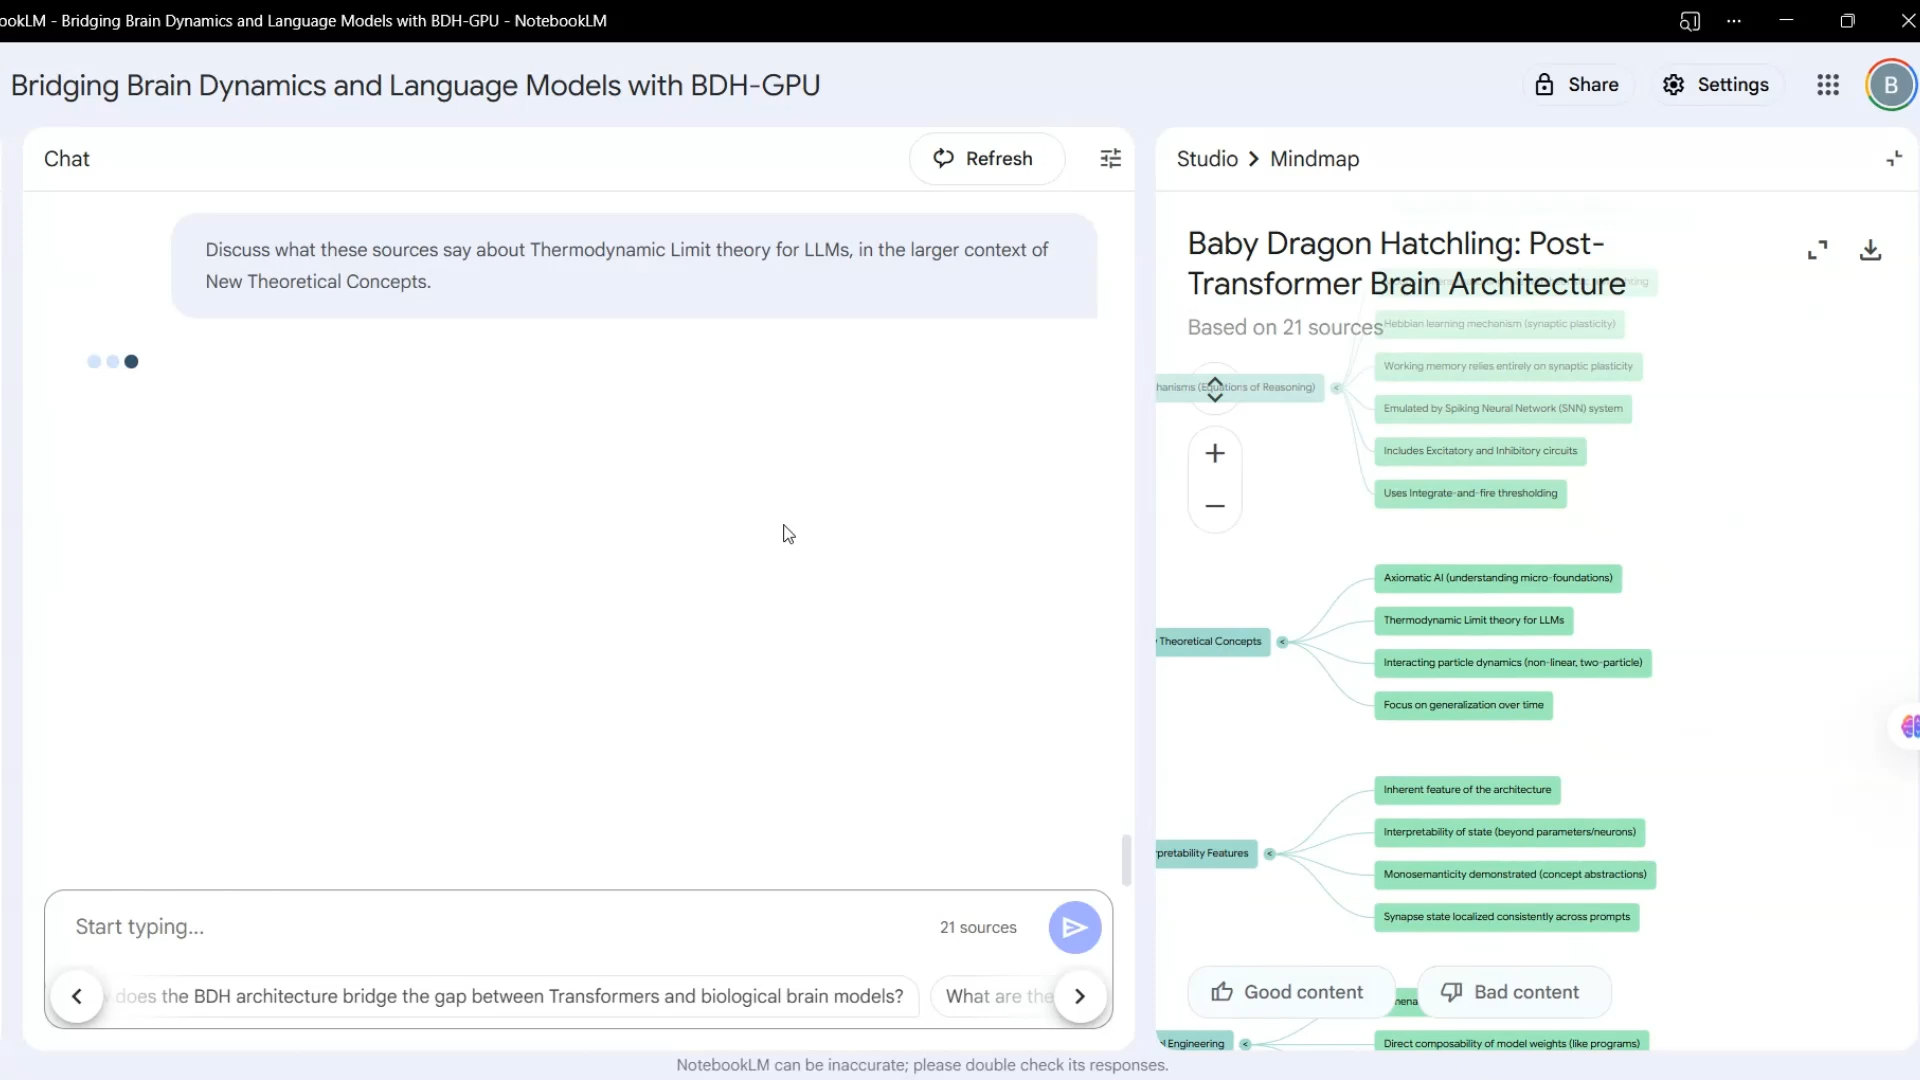 ookLM - Bridging Brain Dynamics and Language Models with BDH-GPU - NotebookLM
Bridging Brain Dynamics and Language Models with BDH-GPU
Share
Settings
B
Chat
Refresh
Studio > Mindmap
Discuss what these sources say about Thermodynamic Limit theory for LLMs, in the larger context of
New Theoretical Concepts.
Baby Dragon Hatchling: Post-
Transformer Brain Architecture
Based on 21 sources
Hebbian learning mechanism (synaptic plasticity)
Working memory relies entirely on synaptic plasticity
hanisms (Equations of Reasoning)
Emulated by Spiking Neural Network (SNN) system
Includes Excitatory and Inhibitory circuits
Uses Integrate-and-fire thresholding
Axiomatic AI (understanding micro-foundations)
Thermodynamic Limit theory for LLMs
Theoretical Concepts
Interacting particle dynamics (non-linear, two-particle)
Focus on generalization over time
Inherent feature of the architecture
Interpretability of state (beyond parameters/neurons)
rpretability Features
Monosemanticity demonstrated (concept abstractions)
Synapse state localized consistently across prompts
Good content
Bad content
l Engineering
Direct composability of model weights (like programs)
Start typing...
21 sources
does the BDH architecture bridge the gap between Transformers and biological brain models?
What are the
NotebookLM can be inaccurate; please double check its responses.